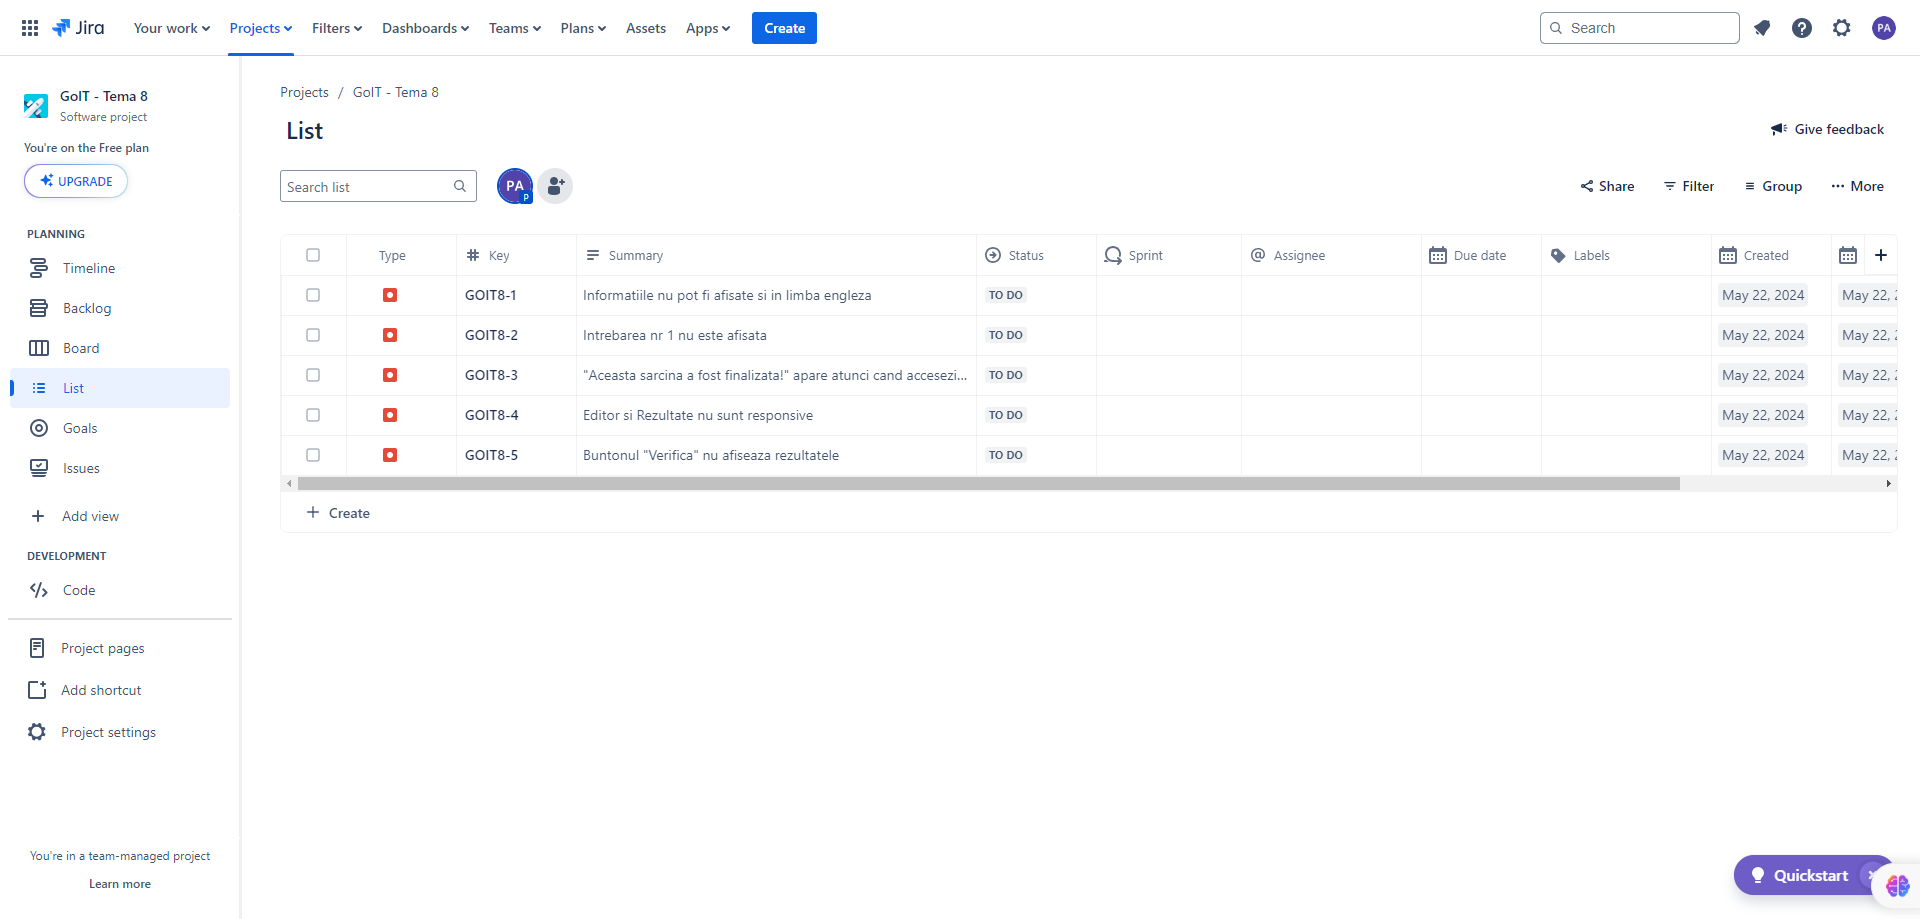 Jira Your work Projects Filters Dashboards Teams Plans Assets Apps Create Search PA
GoIT - Tema 8
Software project
You're on the Free plan
UPGRADE
PLANNING
Timeline
Backlog
Board
List
Goals
Issues
Add view
DEVELOPMENT
Code
Project pages
Add shortcut
Project settings
You're in a team-managed project
Learn more
Projects / GoIT - Tema 8
List
Give feedback
Search list PA P Share Filter Group More
Type Key Summary Status Sprint Assignee Due date Labels Created
GOIT8-1 Informatiile nu pot fi afisate si in limba engleza TO DO May 22, 2024 May 22,
GOIT8-2 Intrebarea nr 1 nu este afisata TO DO May 22, 2024 May 22,
GOIT8-3 "Aceasta sarcina a fost finalizata!" apare atunci cand accesezi... TO DO May 22, 2024 May 22,
GOIT8-4 Editor si Rezultate nu sunt responsive TO DO May 22, 2024 May 22,
GOIT8-5 Buntonul "Verifica" nu afiseaza rezultatele TO DO May 22, 2024 May 22,
Create
Quickstart